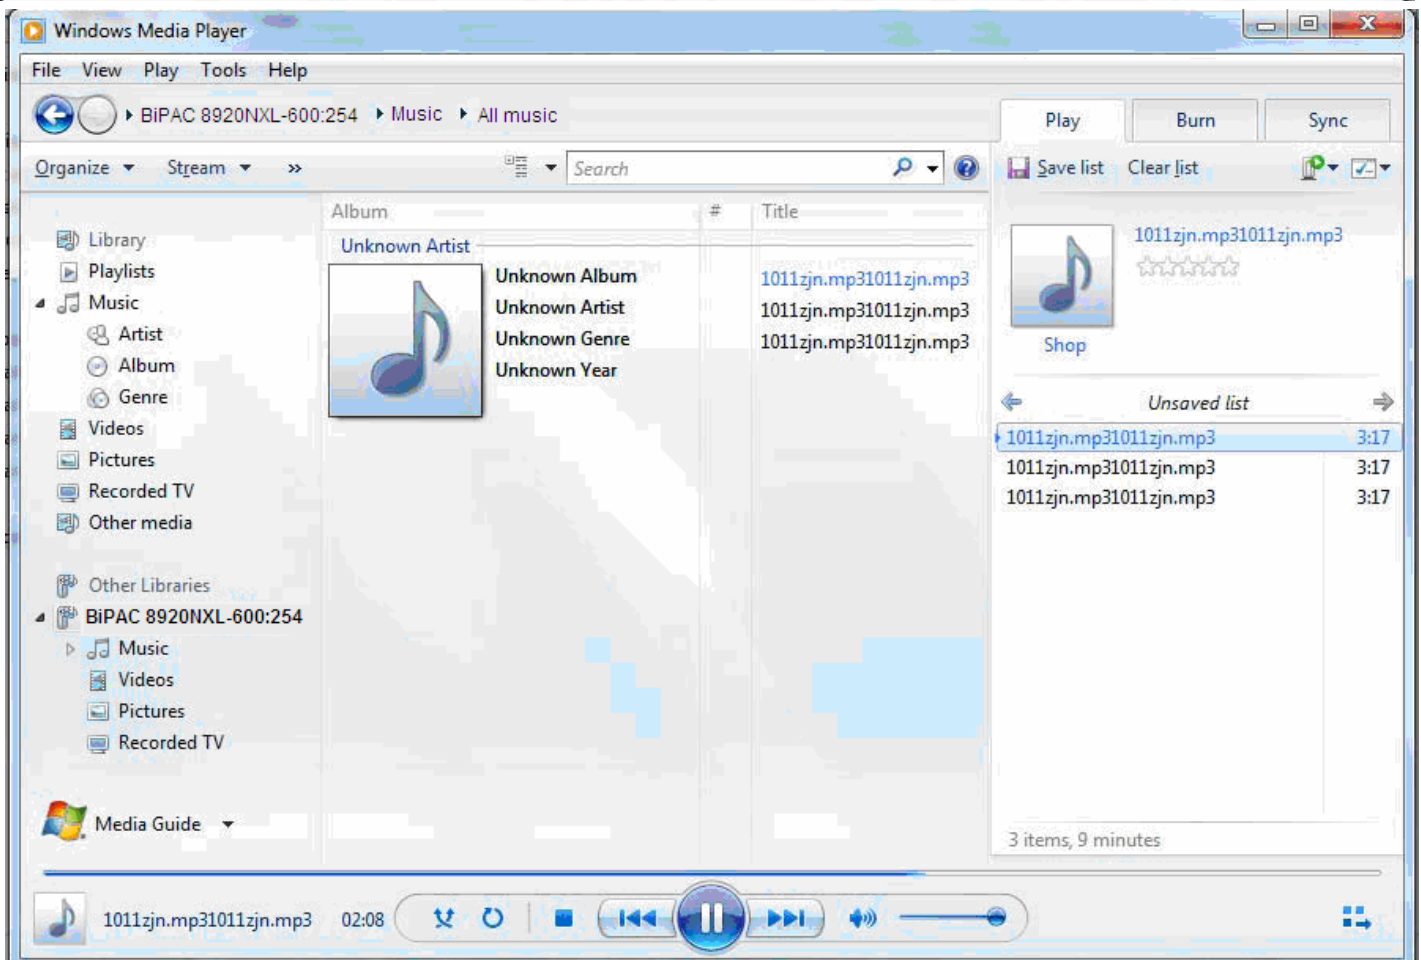 Windows Media Player
File View Play Tools Help
BiPAC 8920NXL-600:254 Music All music
Play Burn Sync
Organize Stream » Search Save list Clear list
Album # Title
Unknown Artist
Unknown Album 1011zjn.mp31011zjn.mp3
Unknown Artist 1011zjn.mp31011zjn.mp3
Unknown Genre 1011zjn.mp31011zjn.mp3
Unknown Year
Library
Playlists
Music
Artist
Album
Genre
Videos
Pictures
Recorded TV
Other media
Other Libraries
BiPAC 8920NXL-600:254
Music
Videos
Pictures
Recorded TV
Media Guide
1011zjn.mp31011zjn.mp3
Shop
Unsaved list
1011zjn.mp31011zjn.mp3 3:17
1011zjn.mp31011zjn.mp3 3:17
1011zjn.mp31011zjn.mp3 3:17
3 items, 9 minutes
1011zjn.mp31011zjn.mp3 02:08